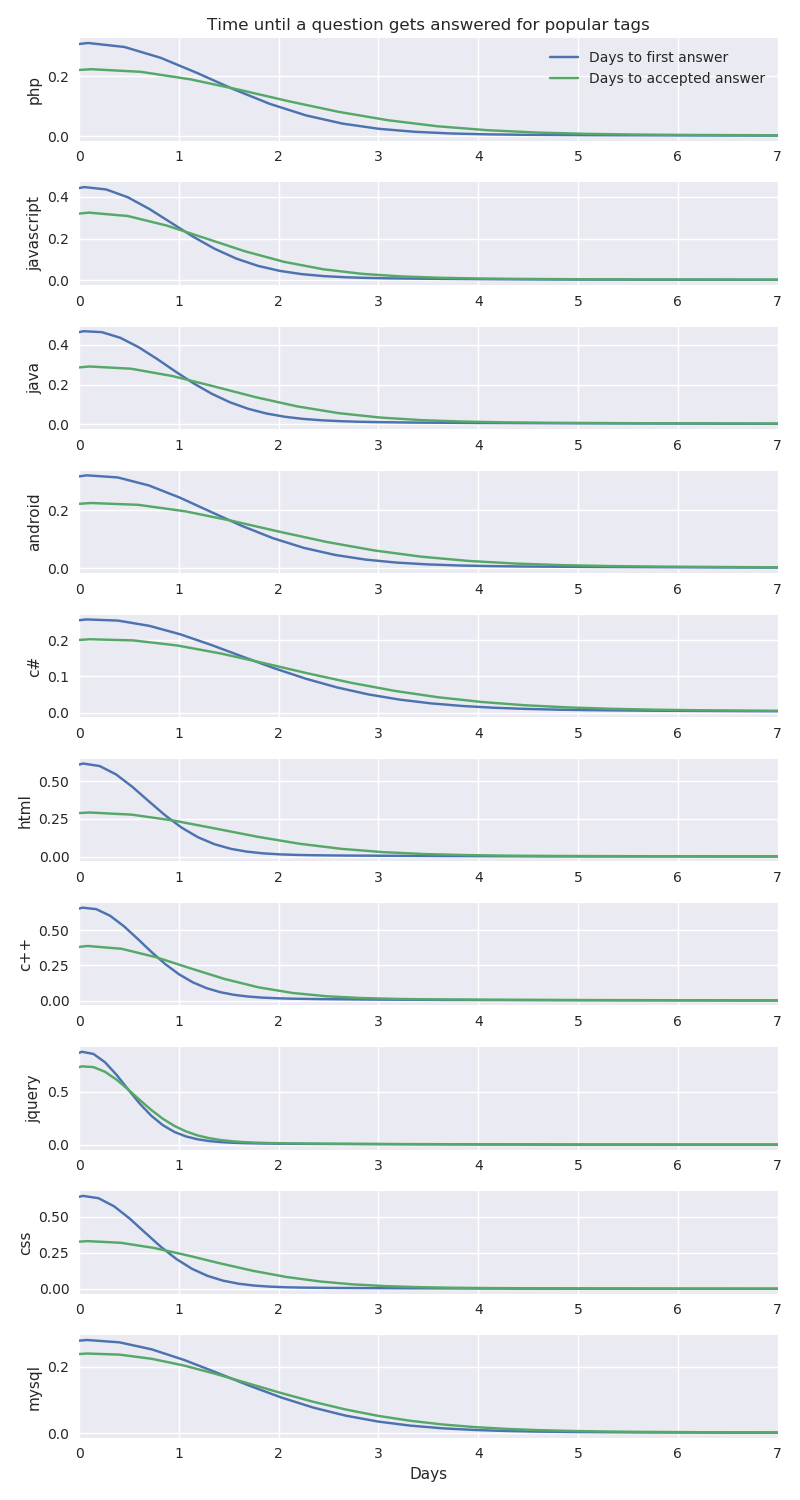 Time until a question gets answered for popular tags
Days to first answer
Days to accepted answer
php
0.2
0.0
0 1 2 3 4 5 6 7
javascript
0.4
0.2
0.0
0 1 2 3 4 5 6 7
java
0.4
0.2
0.0
0 1 2 3 4 5 6 7
android
0.2
0.0
0 1 2 3 4 5 6 7
c#
0.2
0.1
0.0
0 1 2 3 4 5 6 7
html
0.50
0.25
0.00
0 1 2 3 4 5 6 7
c++
0.50
0.25
0.00
0 1 2 3 4 5 6 7
jquery
0.5
0.0
0 1 2 3 4 5 6 7
css
0.50
0.25
0.00
0 1 2 3 4 5 6 7
mysql
0.2
0.0
0 1 2 3 4 5 6 7
Days